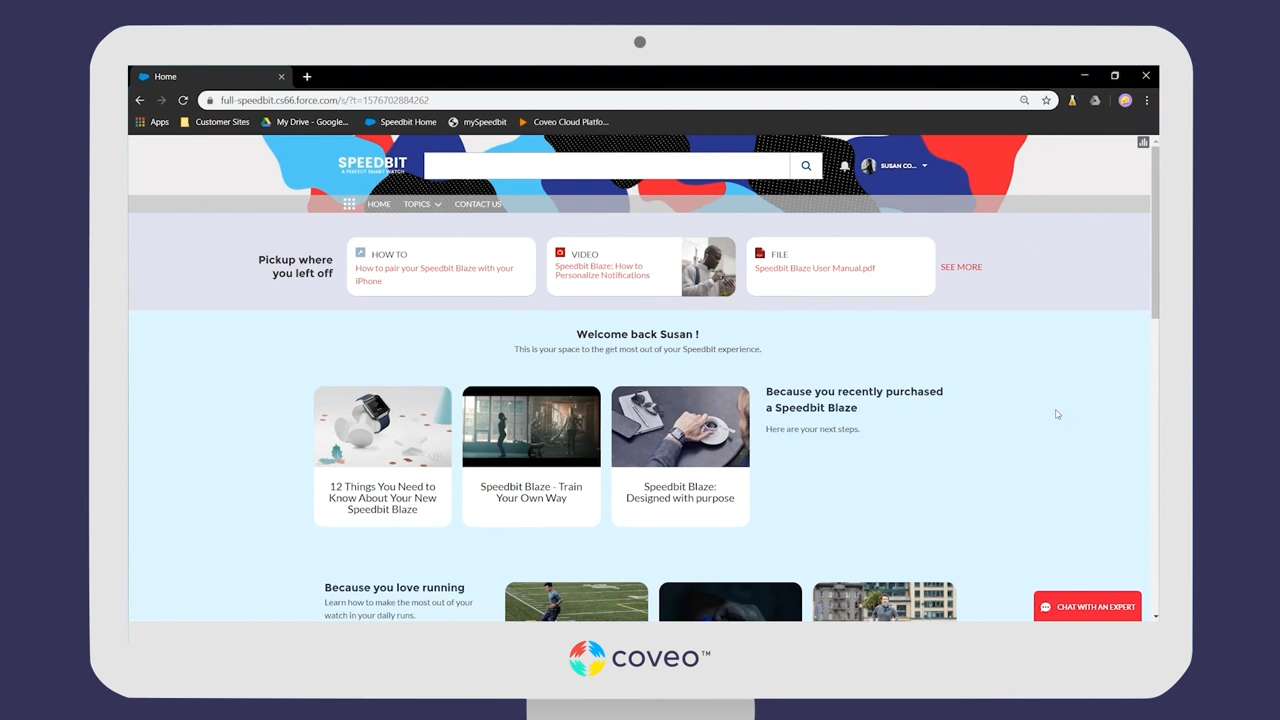 Home
full-speedbit.cs66.force.com/s/?t=1576702884262
Apps
Customer Sites
My Drive - Google...
Speedbit Home
mySpeedbit
Coveo Cloud Platfo...
SPEEDBIT
A PERFECT SMART WATCH
SUSAN CO...
HOME
TOPICS
CONTACT US
Pickup where
you left off
HOW TO
How to pair your Speedbit Blaze with your
iPhone
VIDEO
Speedbit Blaze: How to
Personalize Notifications
FILE
Speedbit Blaze User Manual.pdf
SEE MORE
Welcome back Susan !
This is your space to the get most out of your Speedbit experience.
12 Things You Need to
Know About Your New
Speedbit Blaze
Speedbit Blaze - Train
Your Own Way
Speedbit Blaze:
Designed with purpose
Because you recently purchased
a Speedbit Blaze
Here are your next steps.
Because you love running
Learn how to make the most out of your
watch in your daily runs.
CHAT WITH AN EXPERT
coveo™